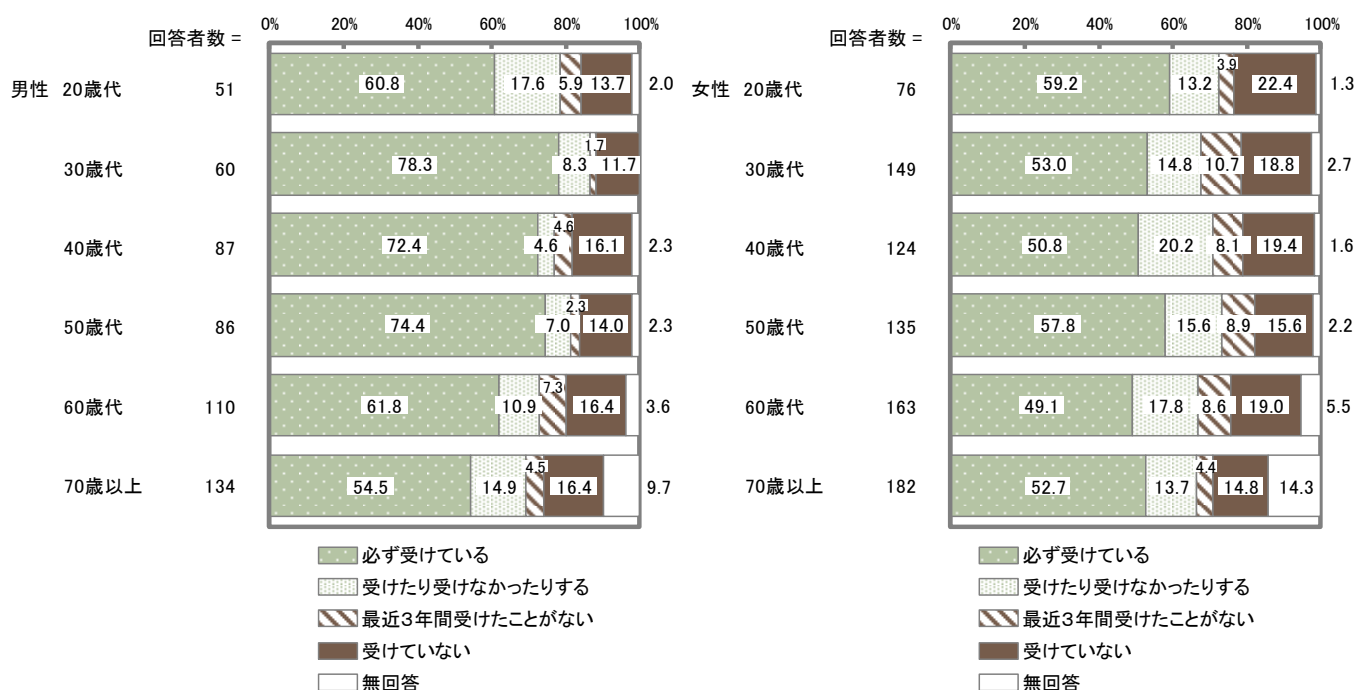 0% 20% 40% 60% 80% 100%
回答者数 =
男性 20歳代 51 60.8 17.6 5.9 13.7 2.0
30歳代 60 78.3 8.3 1.7 11.7
40歳代 87 72.4 4.6 4.6 16.1 2.3
50歳代 86 74.4 7.0 2.3 14.0 2.3
60歳代 110 61.8 10.9 7.3 16.4 3.6
70歳以上 134 54.5 14.9 4.5 16.4 9.7
必ず受けている
受けたり受けなかったりする
最近3年間受けたことがない
受けていない
無回答
0% 20% 40% 60% 80% 100%
回答者数 =
女性 20歳代 76 59.2 13.2 3.9 22.4 1.3
30歳代 149 53.0 14.8 10.7 18.8 2.7
40歳代 124 50.8 20.2 8.1 19.4 1.6
50歳代 135 57.8 15.6 8.9 15.6 2.2
60歳代 163 49.1 17.8 8.6 19.0 5.5
70歳以上 182 52.7 13.7 4.4 14.8 14.3
必ず受けている
受けたり受けなかったりする
最近3年間受けたことがない
受けていない
無回答